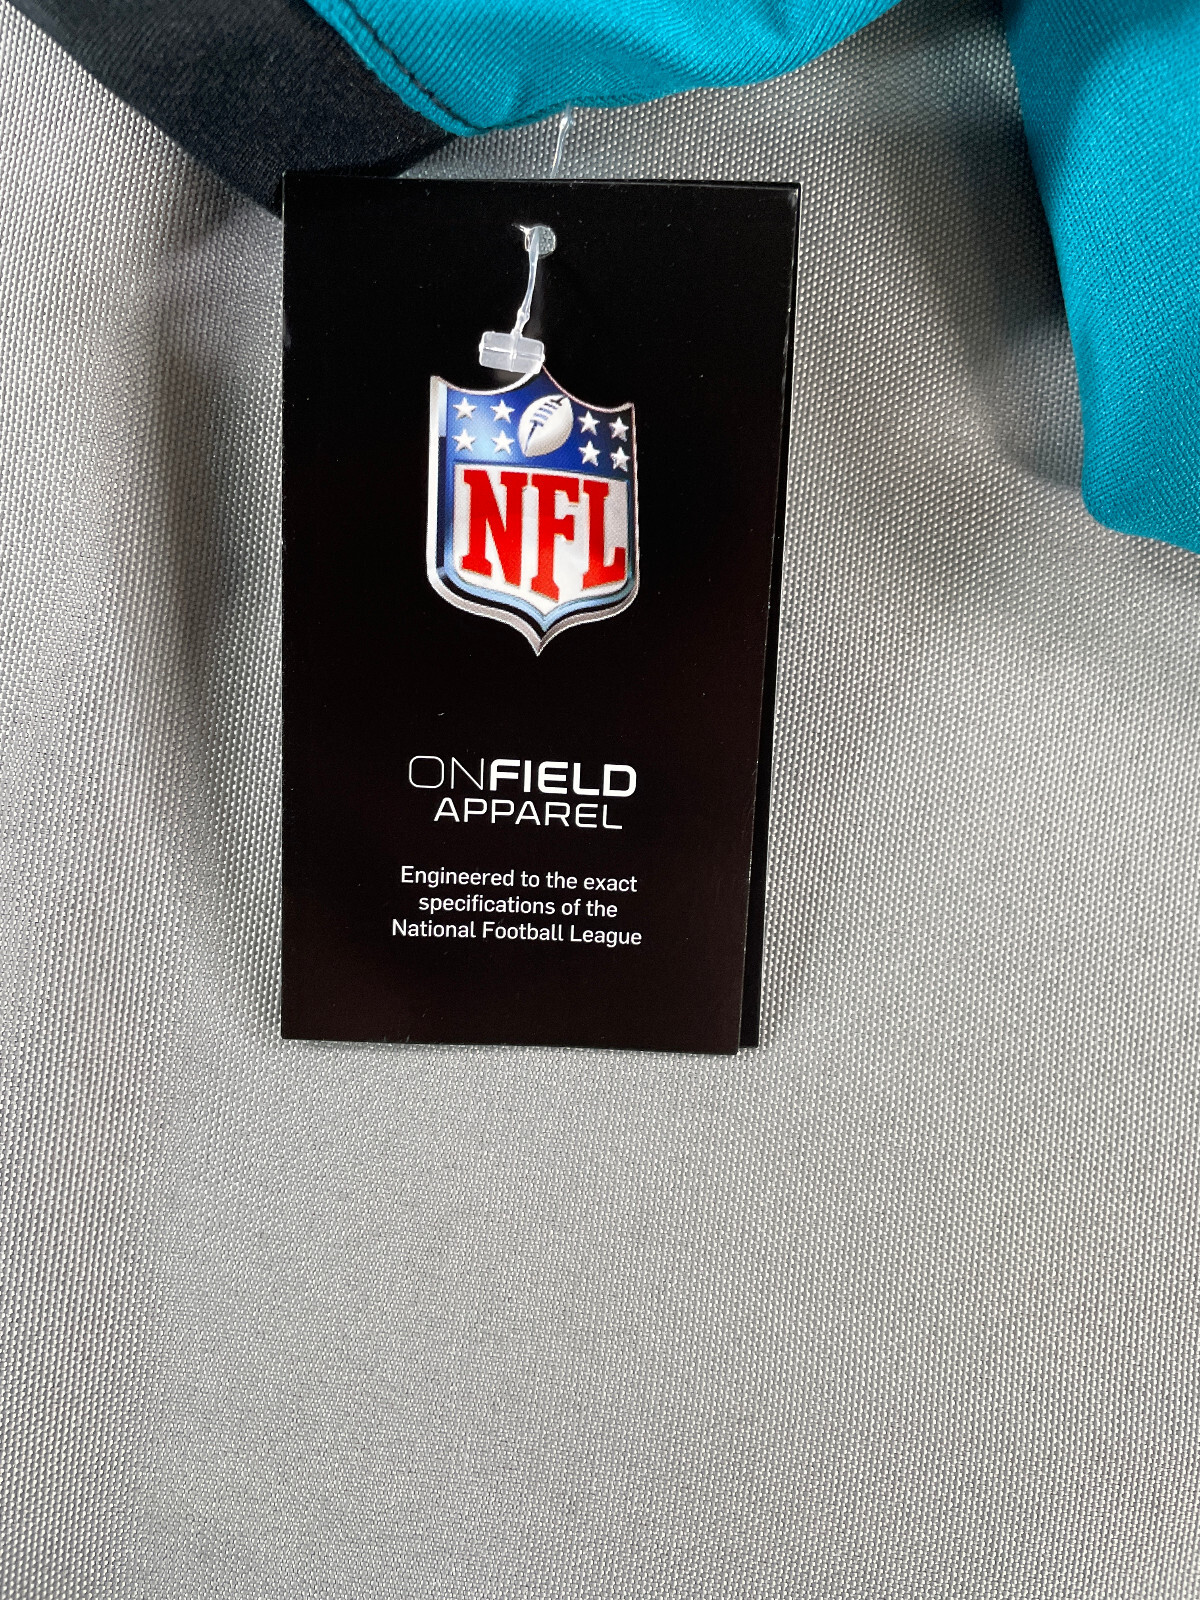 NFL
ONFIELD
APPAREL
Engineered to the exact
specifications of the
National Football League